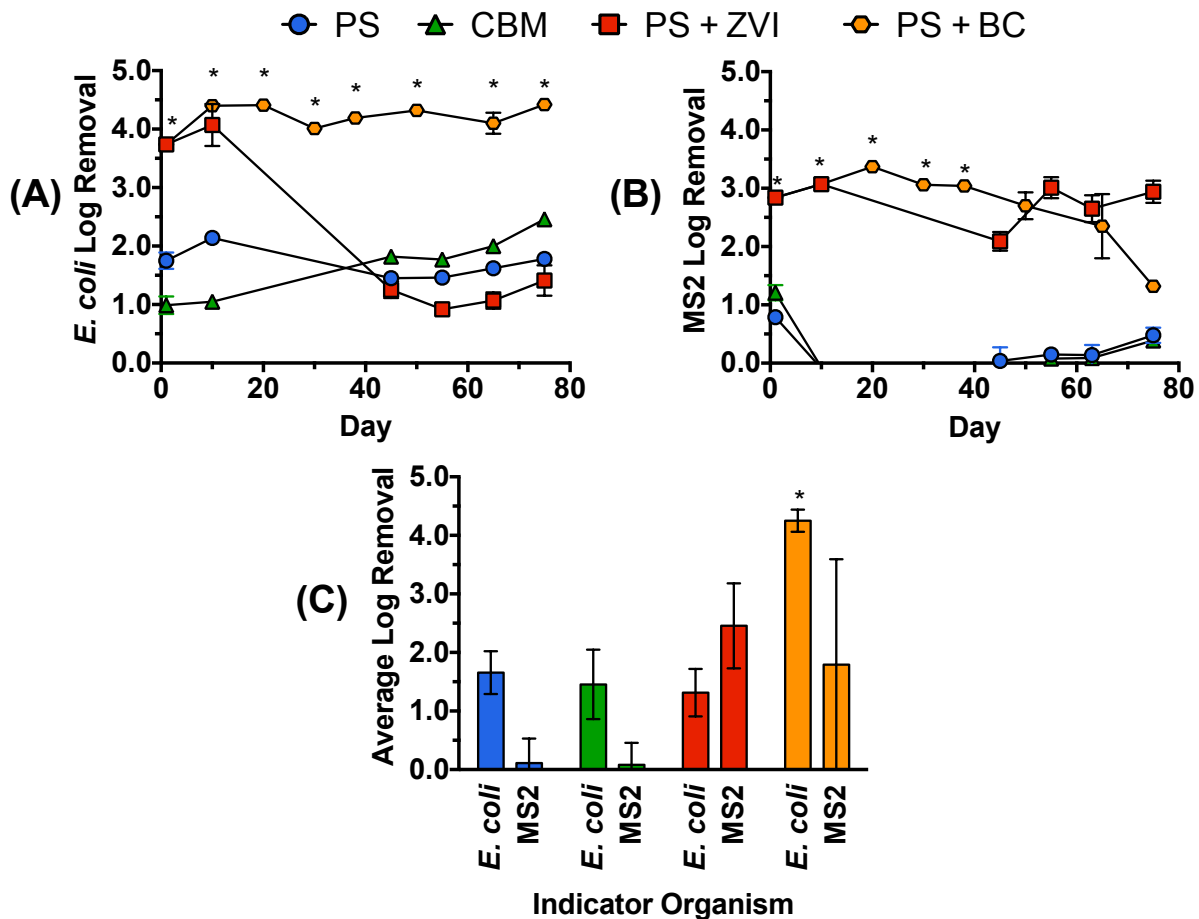 PS CBM PS + ZVI PS + BC
(A)
E. coli Log Removal
5.0
4.0
3.0
2.0
1.0
0.0
* * * * * * * *
0 20 40 60 80
Day
(B)
MS2 Log Removal
5.0
4.0
3.0
2.0
1.0
0.0
* * * * *
0 20 40 60 80
Day
(C)
Average Log Removal
5.0
4.0
3.0
2.0
1.0
0.0
*
E. coli
MS2
E. coli
MS2
E. coli
MS2
E. coli
MS2
Indicator Organism